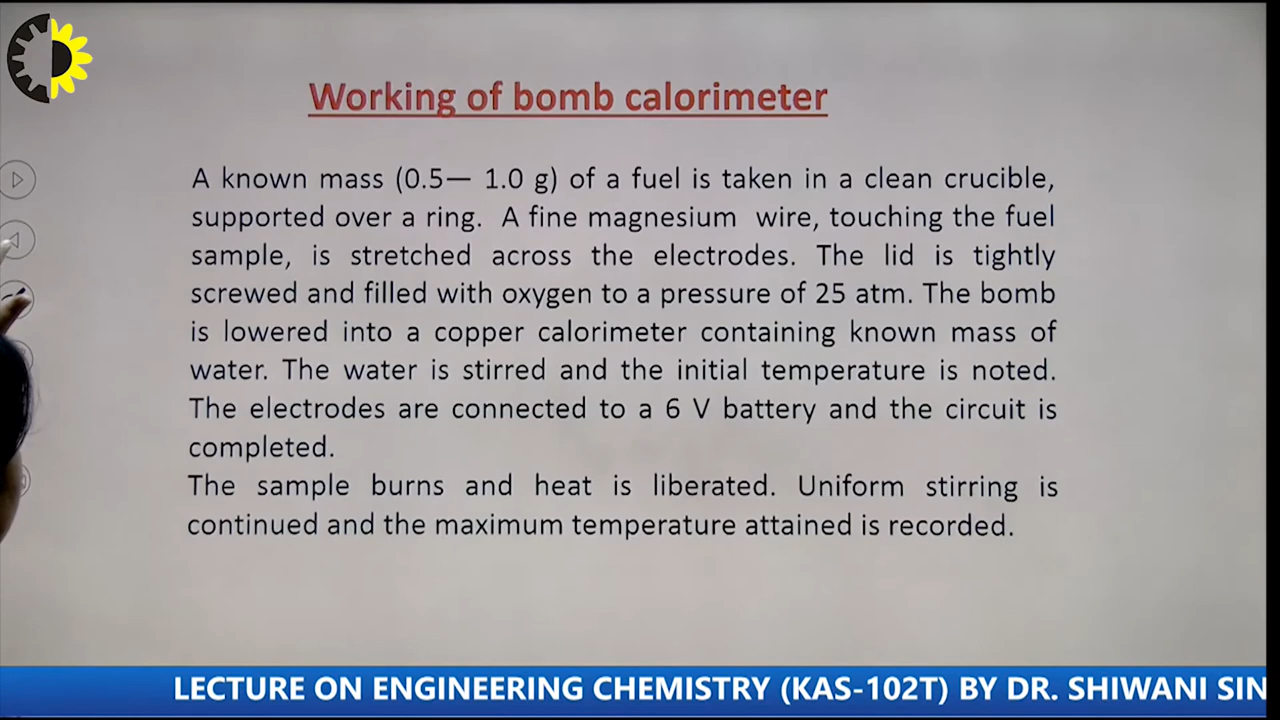 Working of bomb calorimeter
A known mass (0.5— 1.0 g) of a fuel is taken in a clean crucible,
supported over a ring. A fine magnesium wire, touching the fuel
sample, is stretched across the electrodes. The lid is tightly
screwed and filled with oxygen to a pressure of 25 atm. The bomb
is lowered into a copper calorimeter containing known mass of
water. The water is stirred and the initial temperature is noted.
The electrodes are connected to a 6 V battery and the circuit is
completed.
The sample burns and heat is liberated. Uniform stirring is
continued and the maximum temperature attained is recorded.
LECTURE ON ENGINEERING CHEMISTRY (KAS-102T) BY DR. SHIWANI SIN